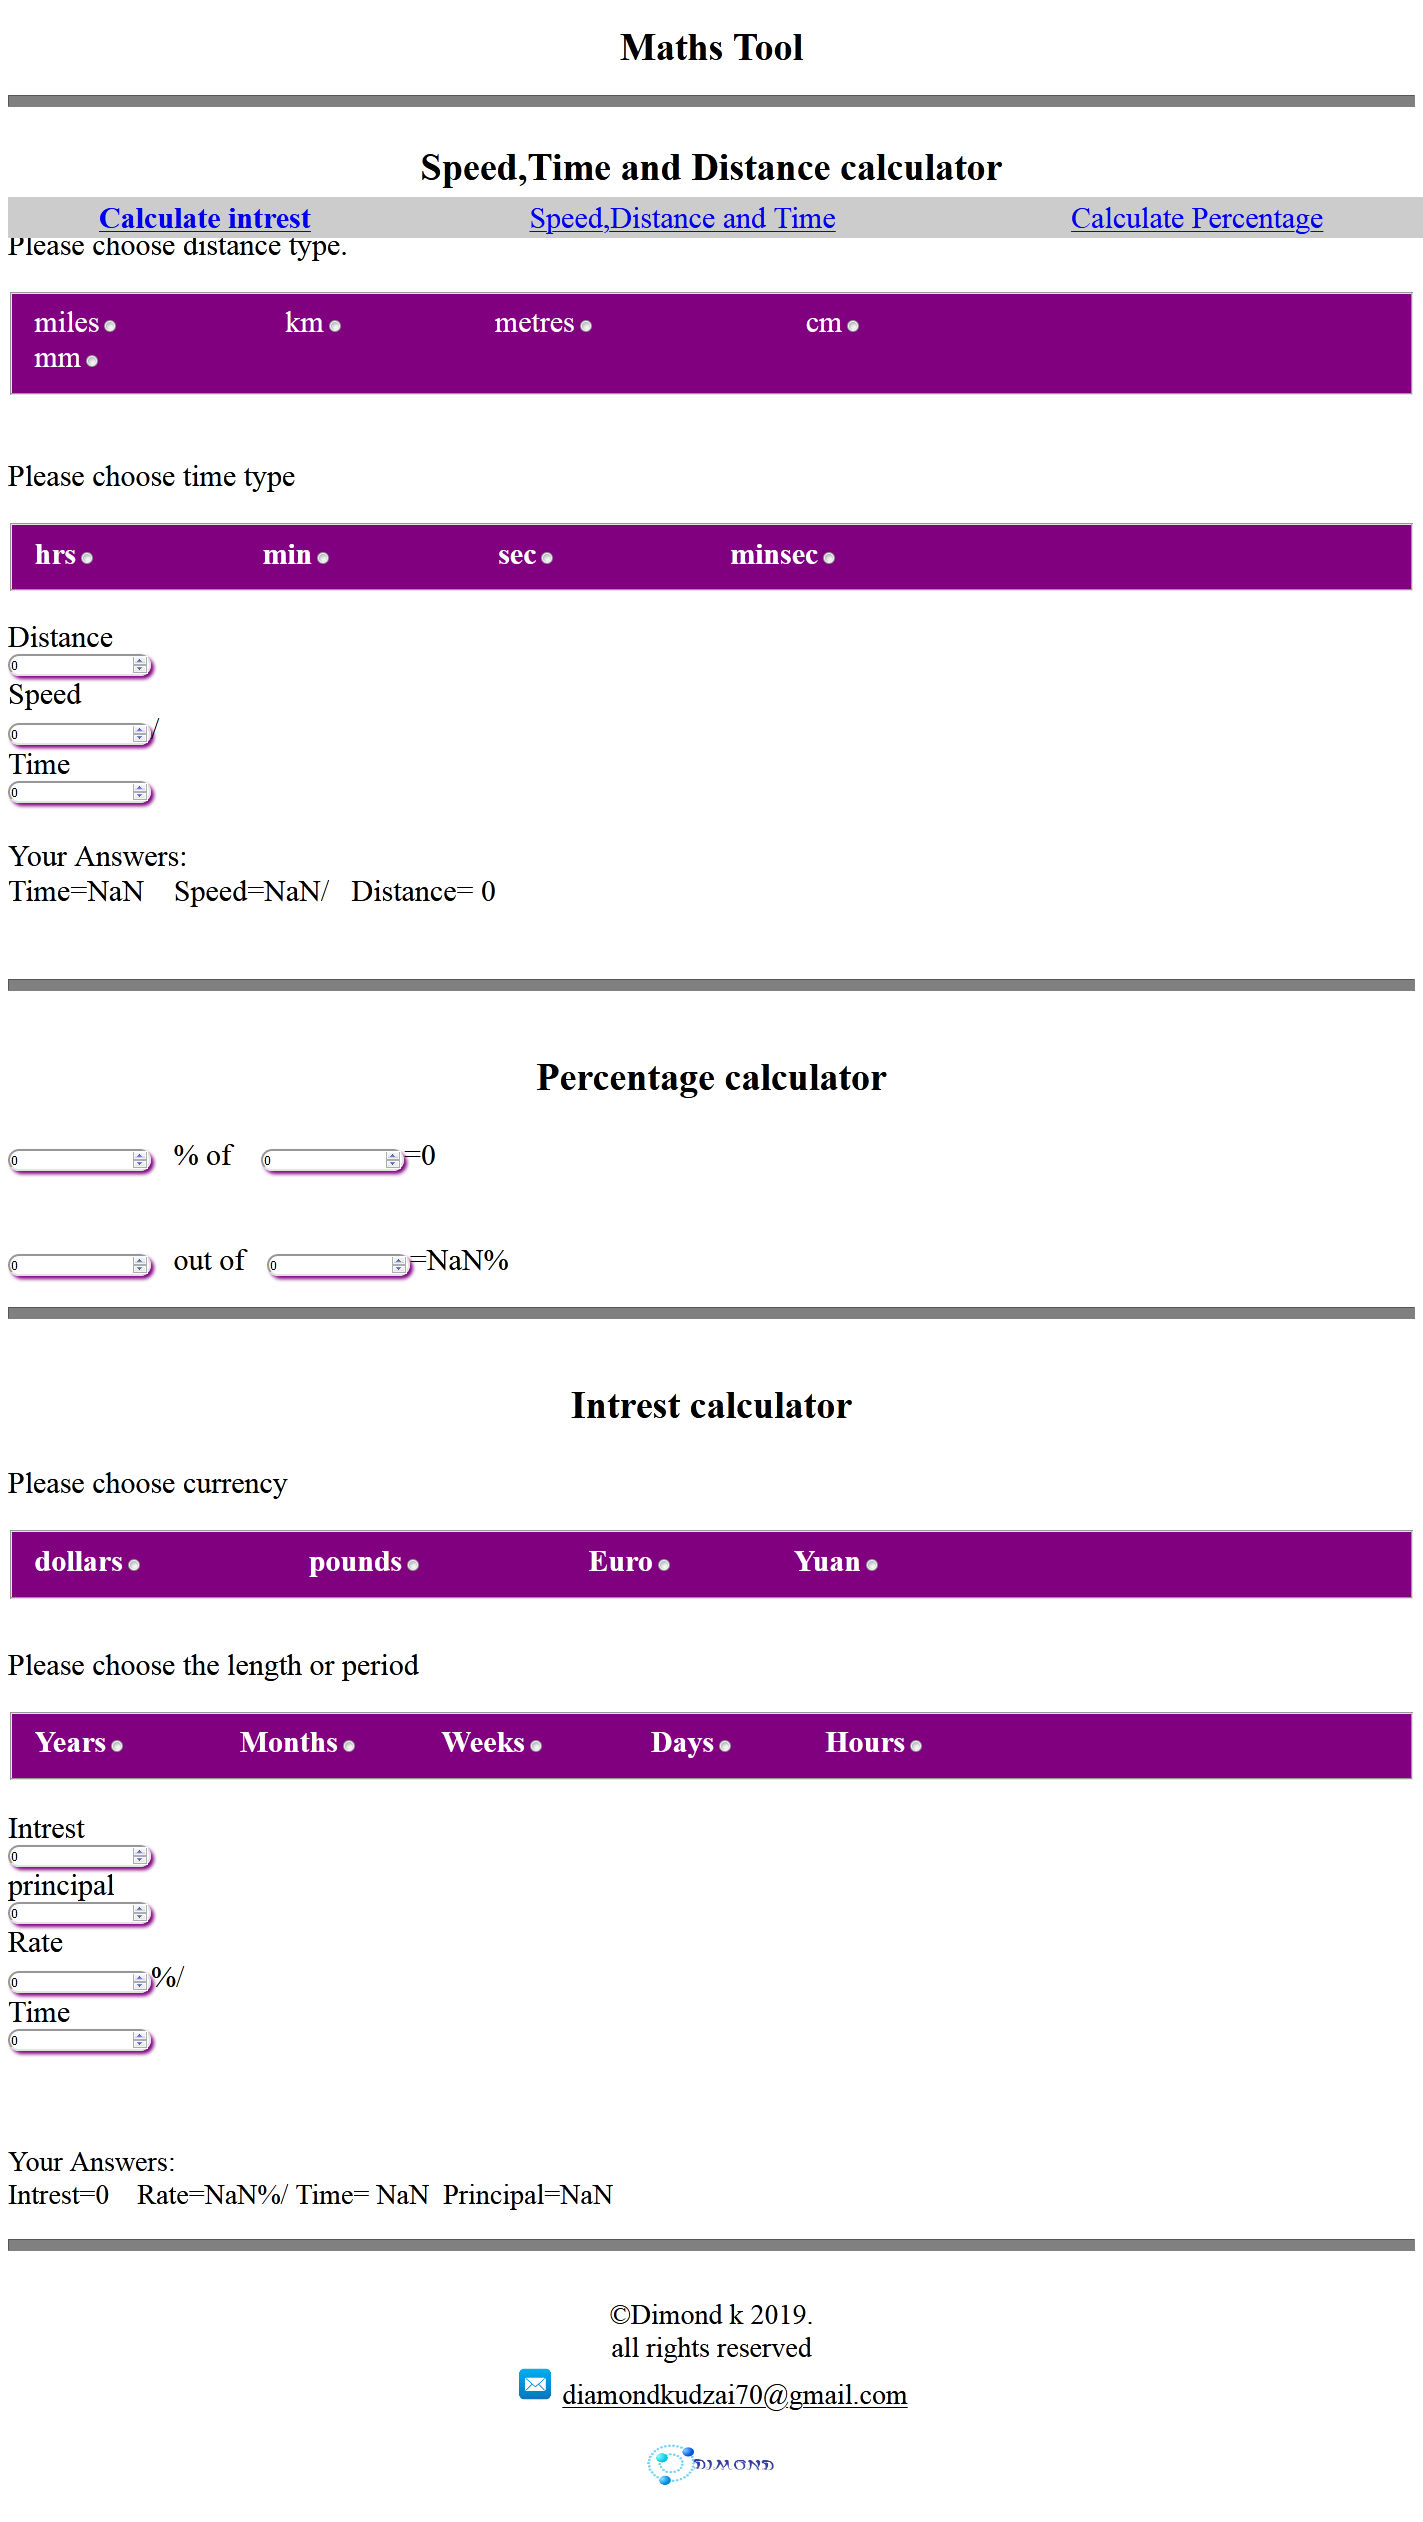 Maths Tool
Speed,Time and Distance calculator
Calculate intrest Speed,Distance and Time Calculate Percentage
Please choose distance type.
miles km metres cm
mm
Please choose time type
hrs min sec minsec
Distance
0
Speed
0 /
Time
0
Your Answers:
Time=NaN Speed=NaN/ Distance= 0
Percentage calculator
0 % of 0 =0
0 out of 0 =NaN%
Intrest calculator
Please choose currency
dollars pounds Euro Yuan
Please choose the length or period
Years Months Weeks Days Hours
Intrest
0
principal
0
Rate
0 %/
Time
0
Your Answers:
Intrest=0 Rate=NaN%/ Time= NaN Principal=NaN
©Dimond k 2019.
all rights reserved
diamondkudzai70@gmail.com
DIMOND